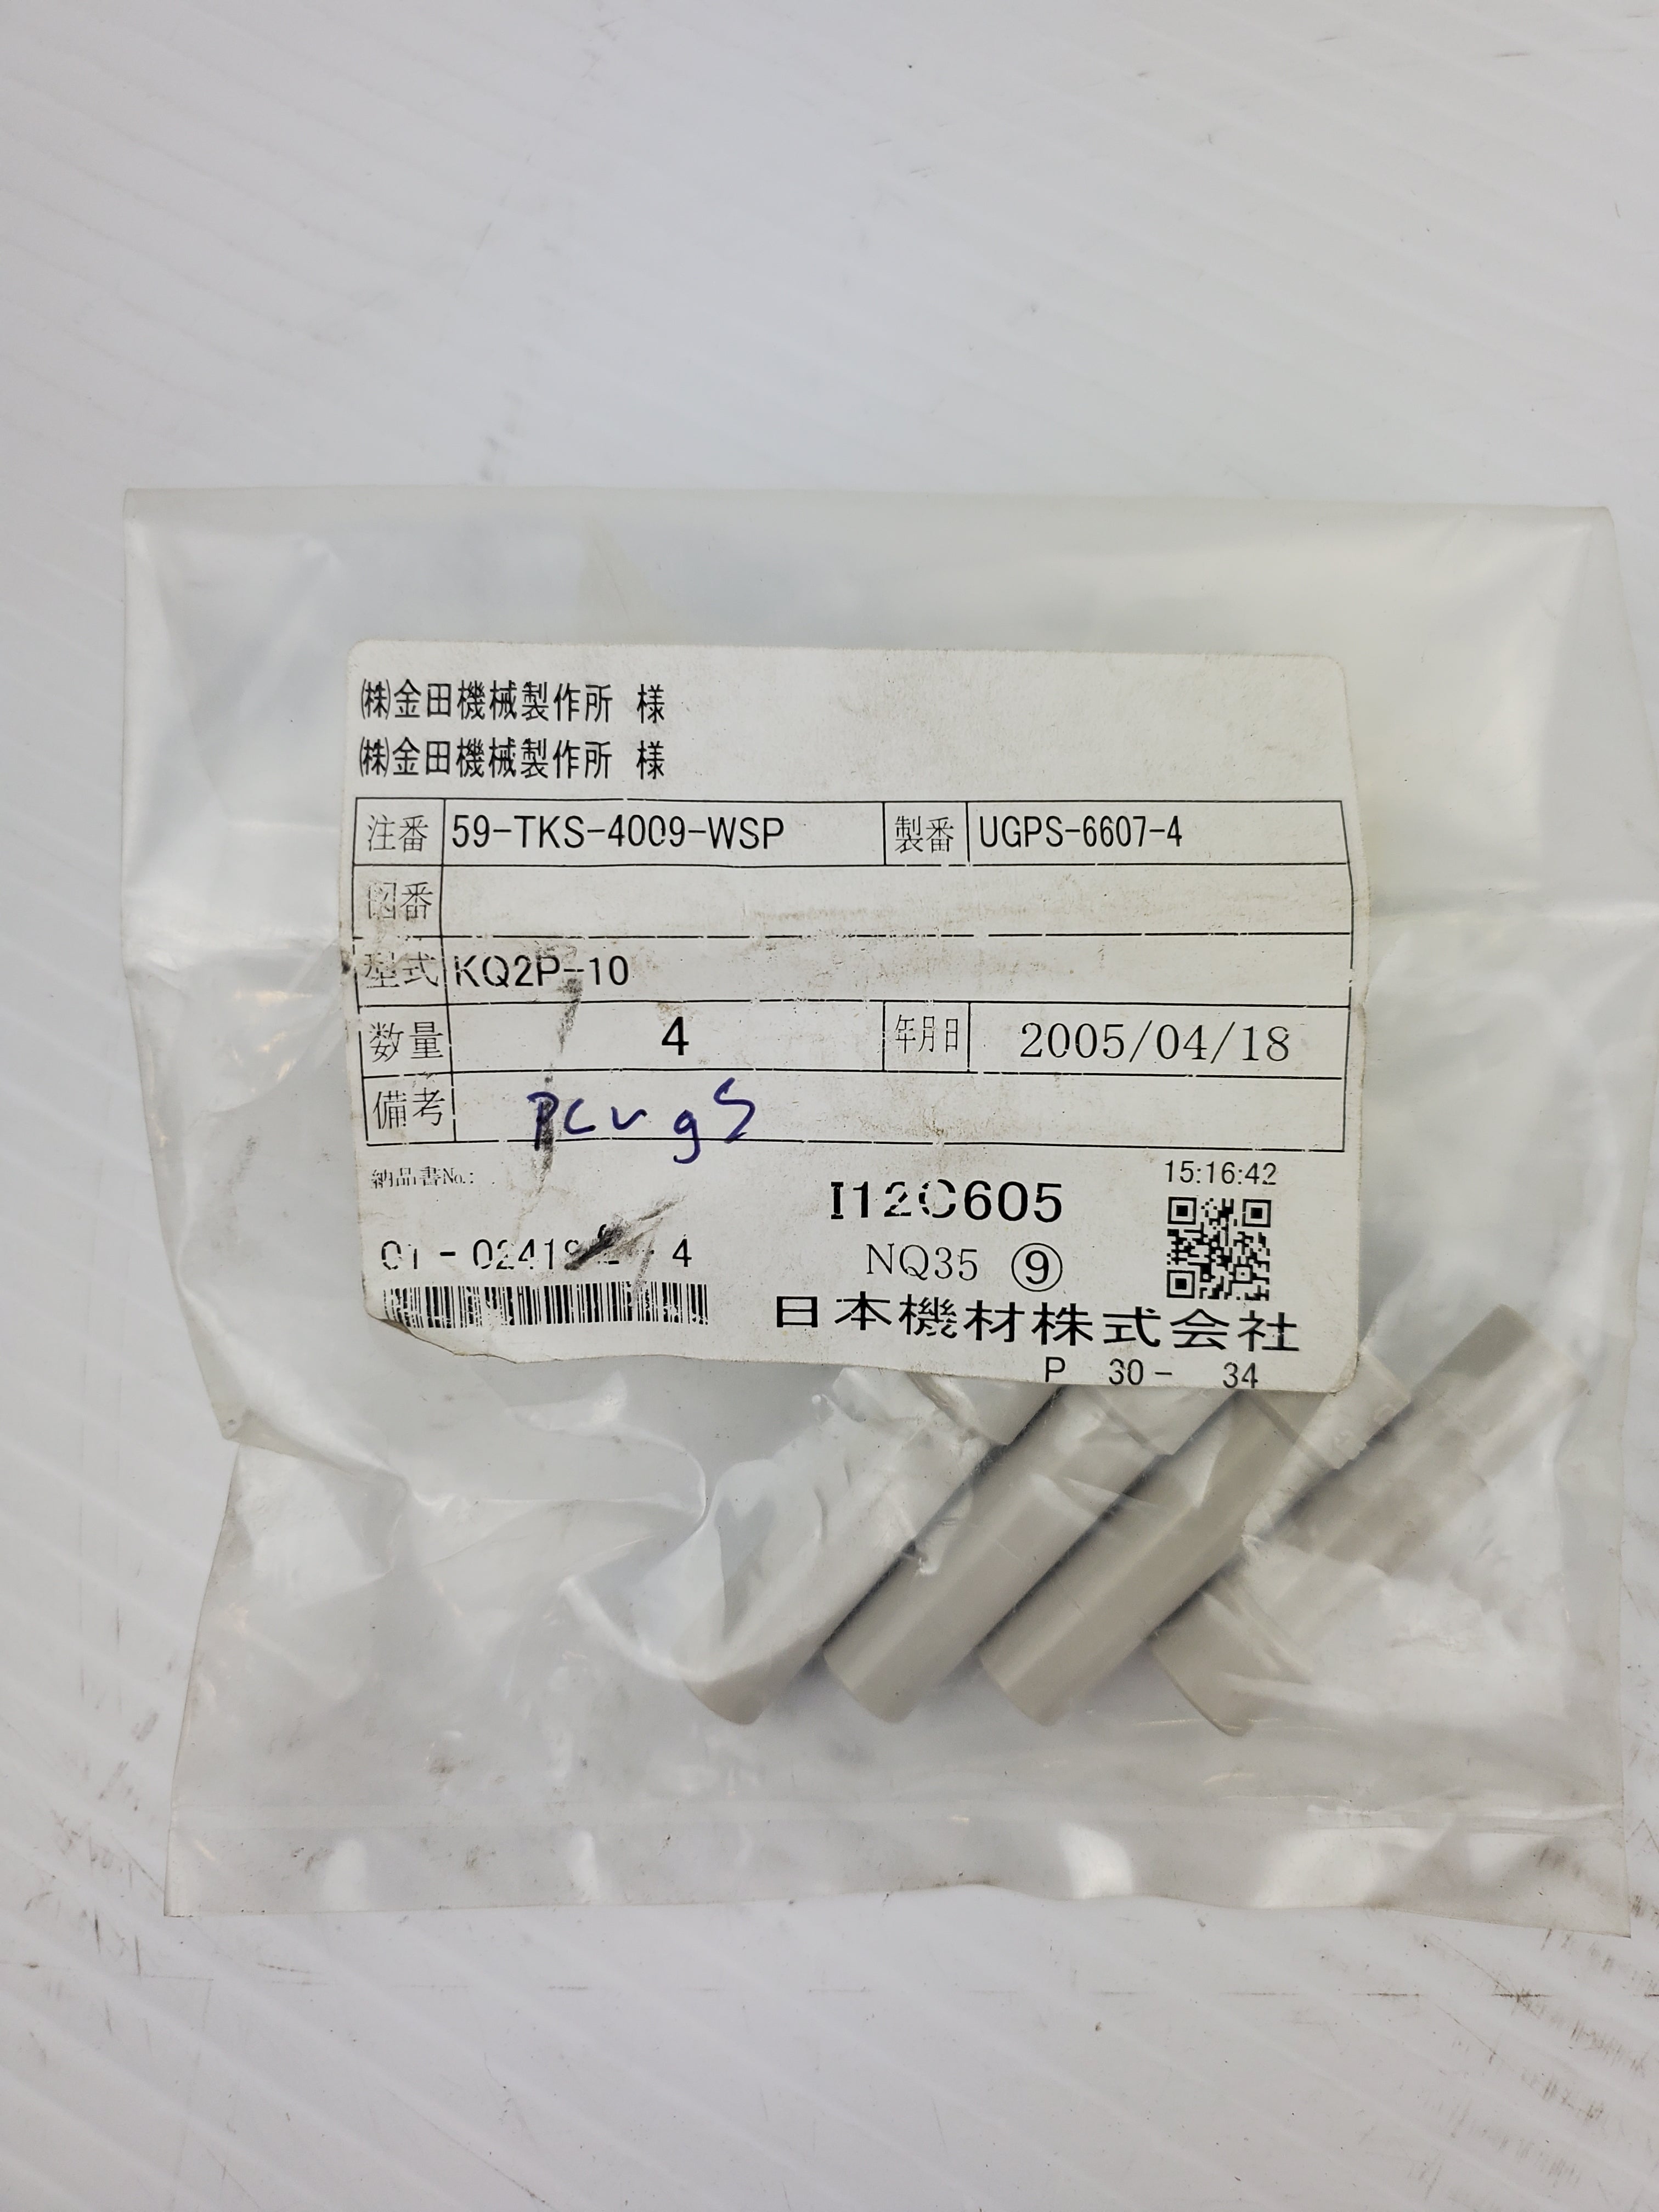 ㈱金田機械製作所 様
㈱金田機械製作所 様
注番 59-TKS-4009-WSP 製番 UGPS-6607-4
図番
型式 KQ2P-10
数量 4 年月日 2005/04/18
備考
納品書No.:
15:16:42
I12C605
01-
4
NQ35 ⑨
日本機材株式会社
P 30- 34